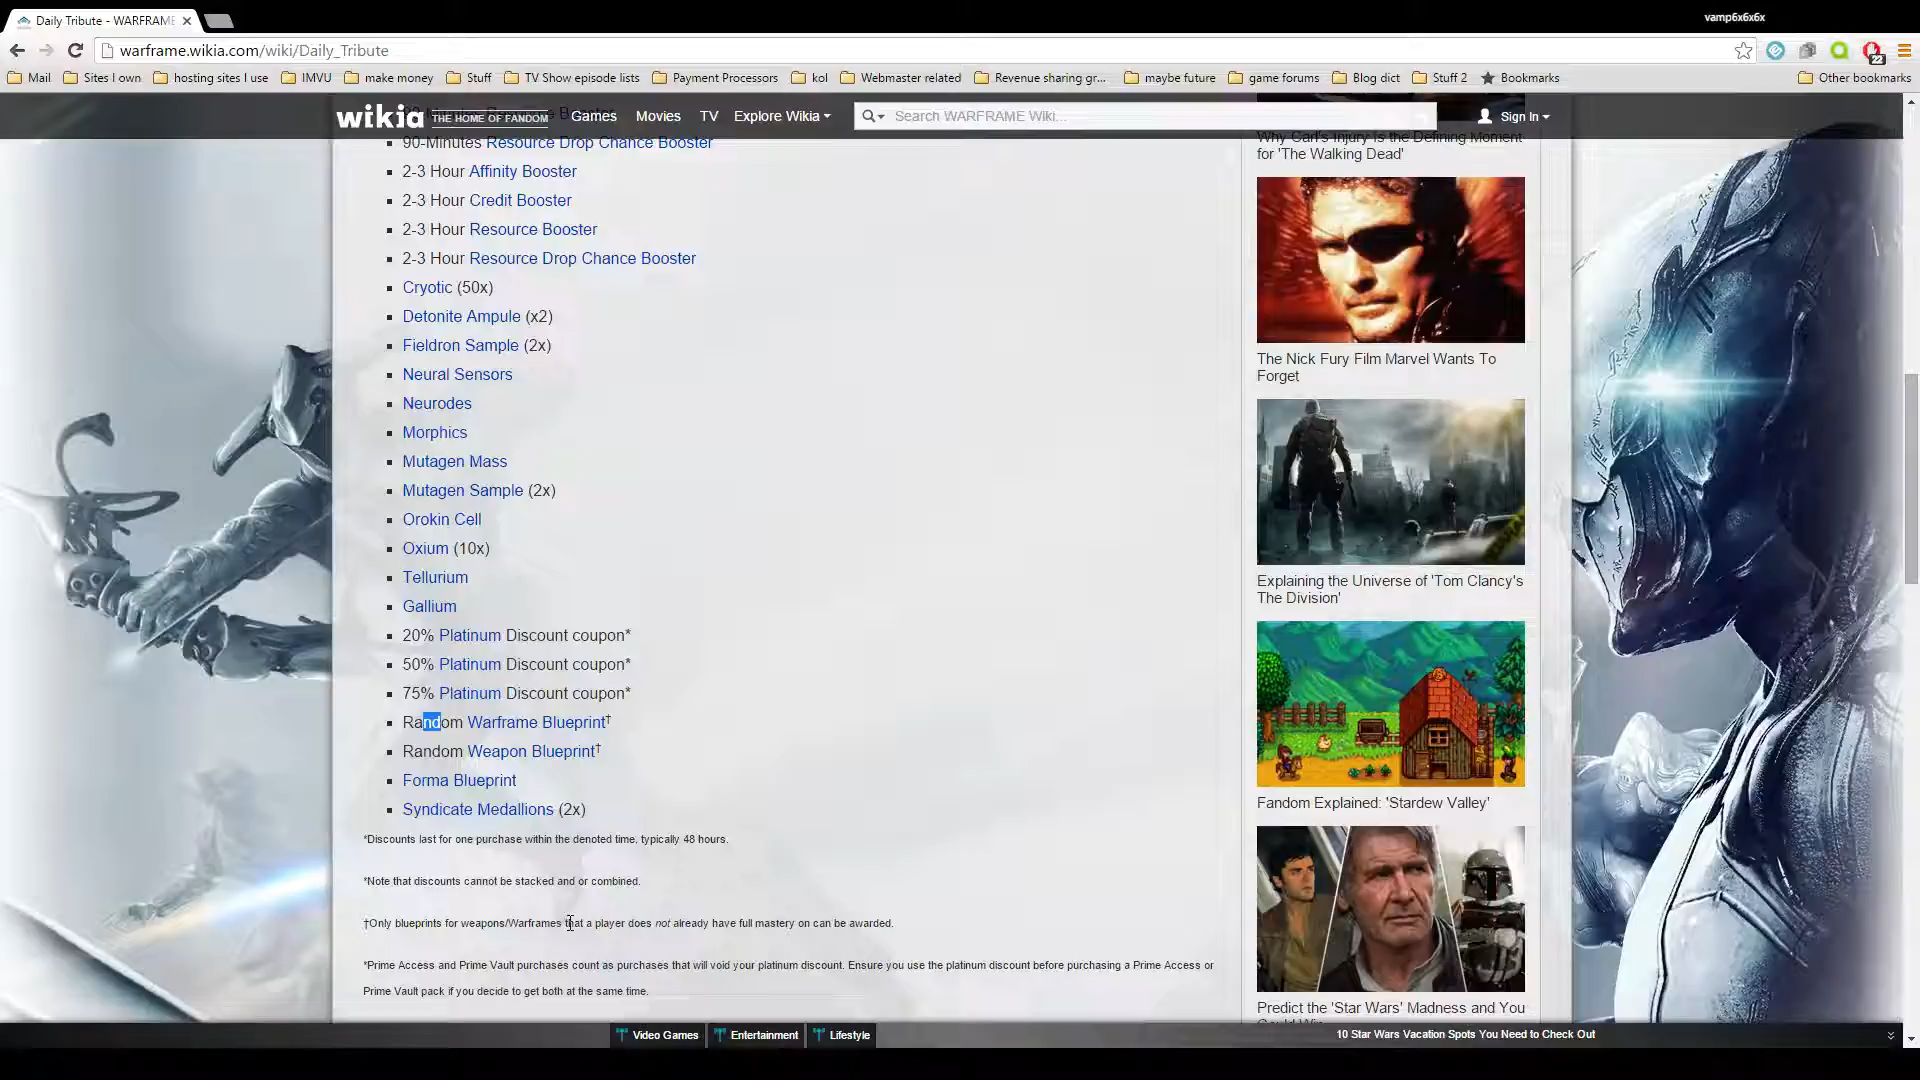 Daily Tribute - WARFRAME
vamp6x6x6x
warframe.wikia.com/wiki/Daily_Tribute
22
Mail Sites I own hosting sites I use IMVU make money Stuff TV Show episode lists Payment Processors kol Webmaster related Revenue sharing gr... maybe future game forums Blog dict Stuff 2 Bookmarks Other bookmarks
wikia THE HOME OF FANDOM Games Movies TV Explore Wikia Search WARFRAME Wiki... Sign In
90-Minutes Resource Drop Chance Booster
2-3 Hour Affinity Booster
2-3 Hour Credit Booster
2-3 Hour Resource Booster
2-3 Hour Resource Drop Chance Booster
Cryotic (50x)
Detonite Ampule (x2)
Fieldron Sample (2x)
Neural Sensors
Neurodes
Morphics
Mutagen Mass
Mutagen Sample (2x)
Orokin Cell
Oxium (10x)
Tellurium
Gallium
20% Platinum Discount coupon*
50% Platinum Discount coupon*
75% Platinum Discount coupon*
Random Warframe Blueprint†
Random Weapon Blueprint†
Forma Blueprint
Syndicate Medallions (2x)
*Discounts last for one purchase within the denoted time, typically 48 hours.
*Note that discounts cannot be stacked and or combined.
†Only blueprints for weapons/Warframes that a player does not already have full mastery on can be awarded.
*Prime Access and Prime Vault purchases count as purchases that will void your platinum discount. Ensure you use the platinum discount before purchasing a Prime Access or
Prime Vault pack if you decide to get both at the same time.
Why Carl's Injury Is the Defining Moment
for 'The Walking Dead'
The Nick Fury Film Marvel Wants To
Forget
Explaining the Universe of 'Tom Clancy's
The Division'
Fandom Explained: 'Stardew Valley'
Predict the 'Star Wars' Madness and You
Video Games Entertainment Lifestyle
10 Star Wars Vacation Spots You Need to Check Out